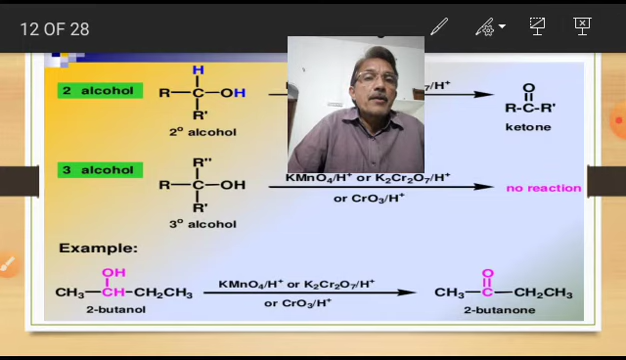 12 OF 28
2 alcohol
H
R—C—OH
R'
2° alcohol
₇/H⁺
O
R-C-R'
ketone
3 alcohol
R''
R—C—OH
R'
3° alcohol
KMnO₄/H⁺ or K₂Cr₂O₇/H⁺
or CrO₃/H⁺
no reaction
Example:
OH
CH₃—CH—CH₂CH₃
2-butanol
KMnO₄/H⁺ or K₂Cr₂O₇/H⁺
or CrO₃/H⁺
O
CH₃—C—CH₂CH₃
2-butanone